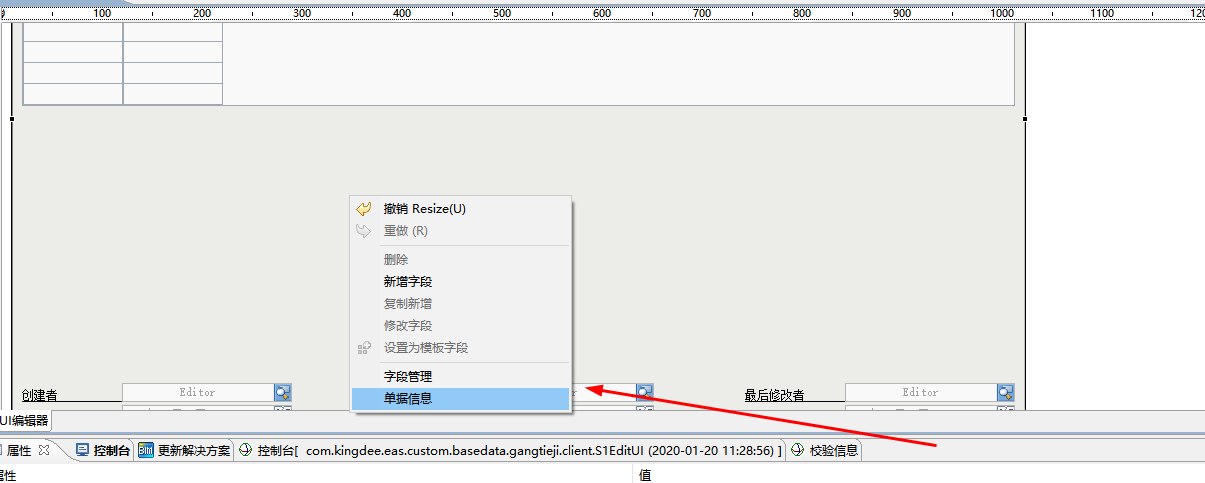 0 100 200 300 400 500 600 700 800 900 1000 1100 120
撤销 Resize(U)
重做 (R)
删除
新增字段
复制新增
修改字段
设置为模板字段
字段管理
单据信息
创建者 Editor 最后修改者 Editor
UI编辑器
属性 控制台 BIM 更新解决方案 控制台[ com.kingdee.eas.custom.basedata.gangtieji.client.S1EditUI (2020-01-20 11:28:56) ] 校验信息
属性 值